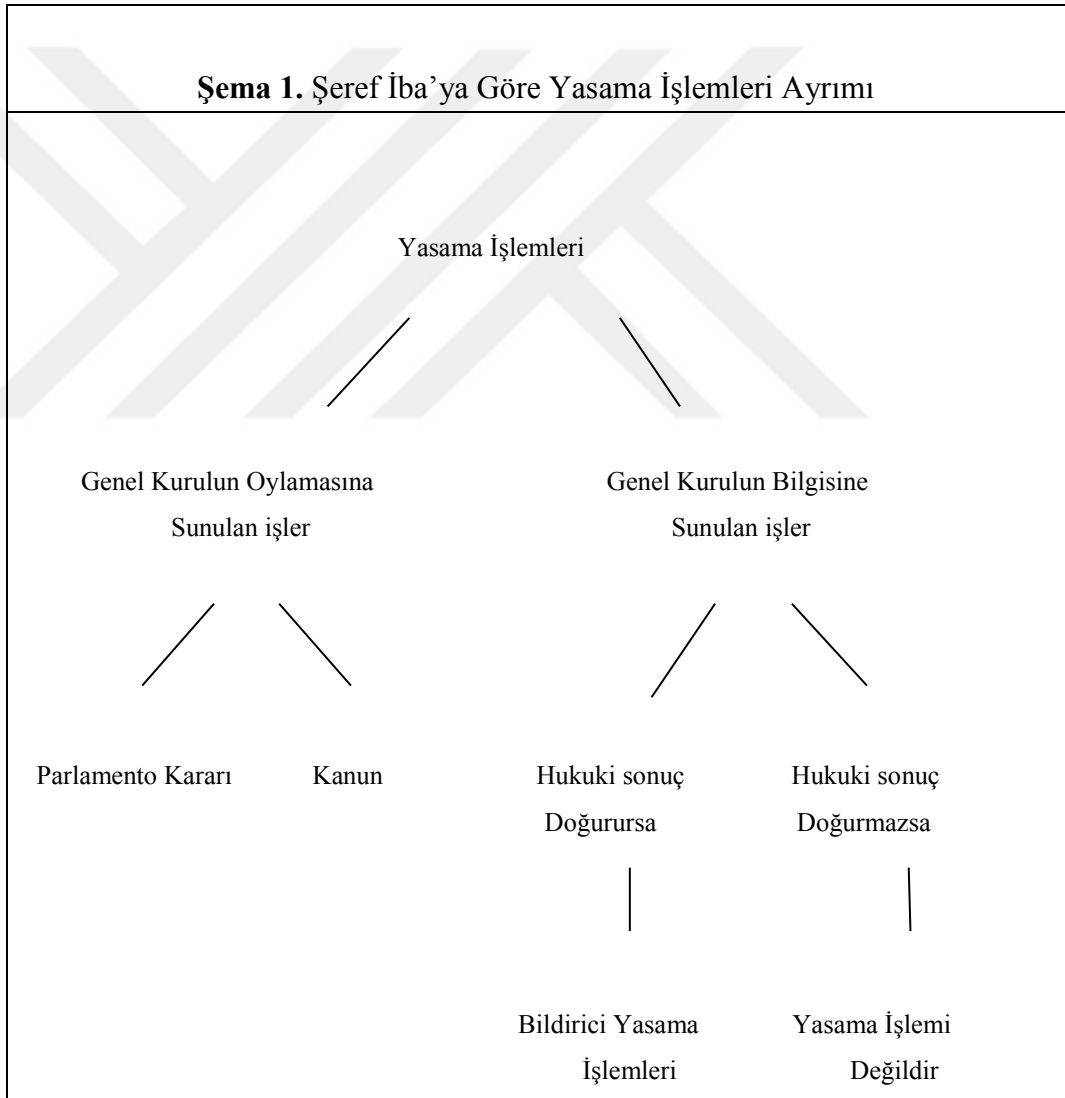 Şema 1. Şeref İba’ya Göre Yasama İşlemleri Ayrımı
Yasama İşlemleri
Genel Kurulun Oylamasına
Sunulan işler
Genel Kurulun Bilgisine
Sunulan işler
Parlamento Kararı
Kanun
Hukuki sonuç
Doğurursa
Hukuki sonuç
Doğurmazsa
Bildirici Yasama
İşlemleri
Yasama İşlemi
Değildir